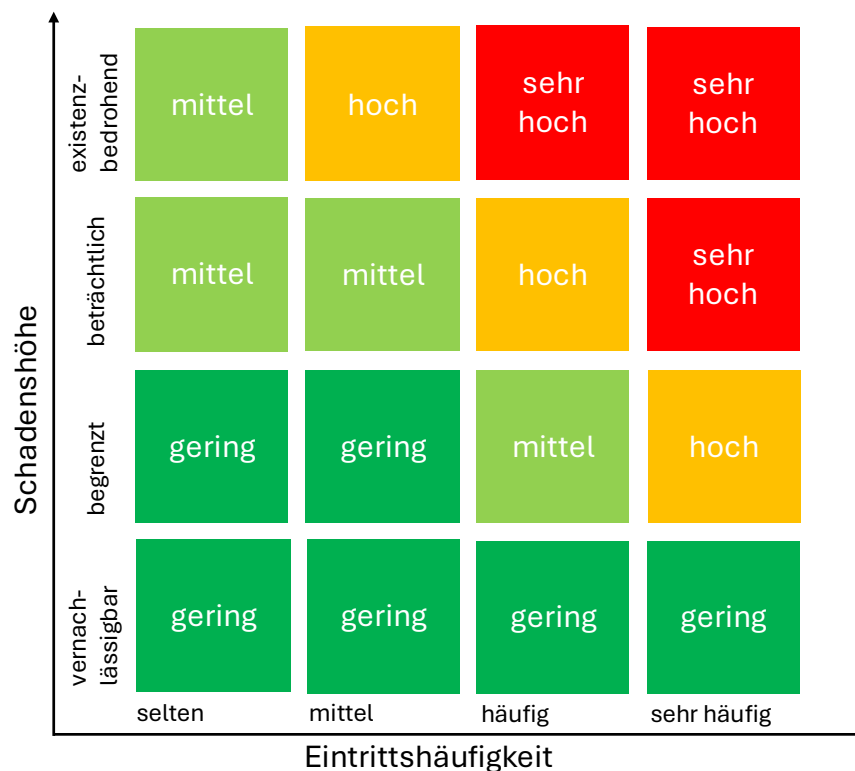 existenz-
bedrohend
mittel
hoch
sehr
hoch
sehr
hoch
beträchtlich
mittel
mittel
hoch
sehr
hoch
Schadenshöhe
begrenzt
gering
gering
mittel
hoch
vernach-
lässigbar
gering
gering
gering
gering
selten
mittel
häufig
sehr häufig
Eintrittshäufigkeit